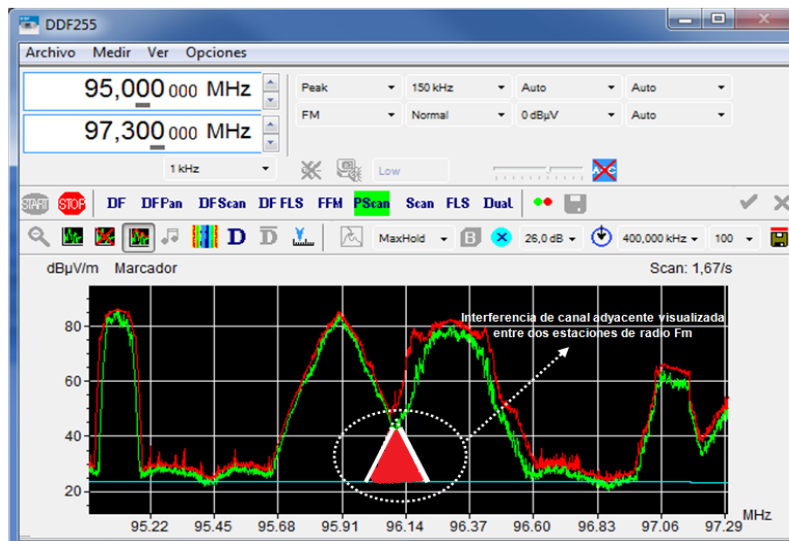 DDF255
Archivo Medir Ver Opciones
95,000 000 MHz
Peak 150 kHz Auto Auto
97,300 000 MHz
FM Normal 0 dBµV Auto
1 kHz Low AFC
START STOP DF DFPan DFScan DF FLS FFM PScan Scan FLS Dual
D D MaxHold B 26,0 dB 400,000 kHz 100
dBµV/m Marcador Scan: 1,67/s
Interferencia de canal adyacente visualizada
entre dos estaciones de radio Fm
80
60
40
20
95.22 95.45 95.68 95.91 96.14 96.37 96.60 96.83 97.06 97.29
MHz